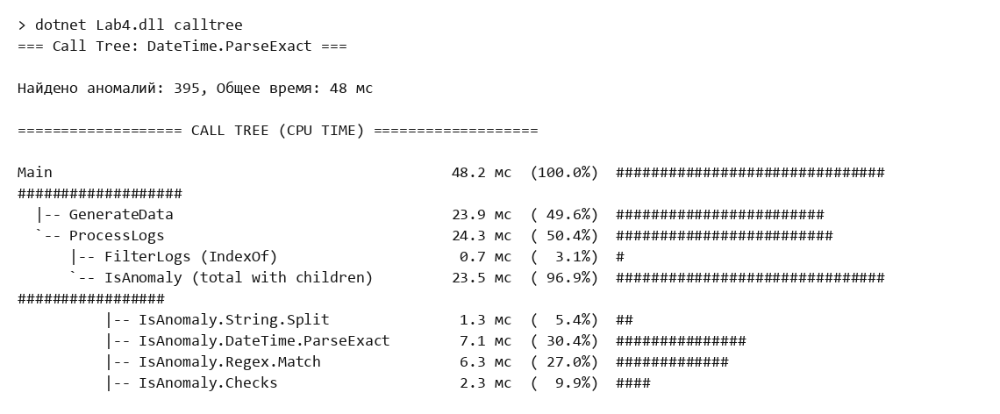 > dotnet Lab4.dll calltree
=== Call Tree: DateTime.ParseExact ===
Найдено аномалий: 395, Общее время: 48 мс
=================== CALL TREE (CPU TIME) ===================
Main                                              48.2 мс  (100.0%)  ###############################
###################
  |-- GenerateData                                23.9 мс  ( 49.6%)  ########################
  `-- ProcessLogs                                 24.3 мс  ( 50.4%)  #########################
      |-- FilterLogs (IndexOf)                     0.7 мс  (  3.1%)  #
      `-- IsAnomaly (total with children)         23.5 мс  ( 96.9%)  ###############################
#################
          |-- IsAnomaly.String.Split               1.3 мс  (  5.4%)  ##
          |-- IsAnomaly.DateTime.ParseExact        7.1 мс  ( 30.4%)  ###############
          |-- IsAnomaly.Regex.Match                6.3 мс  ( 27.0%)  #############
          |-- IsAnomaly.Checks                     2.3 мс  (  9.9%)  ####